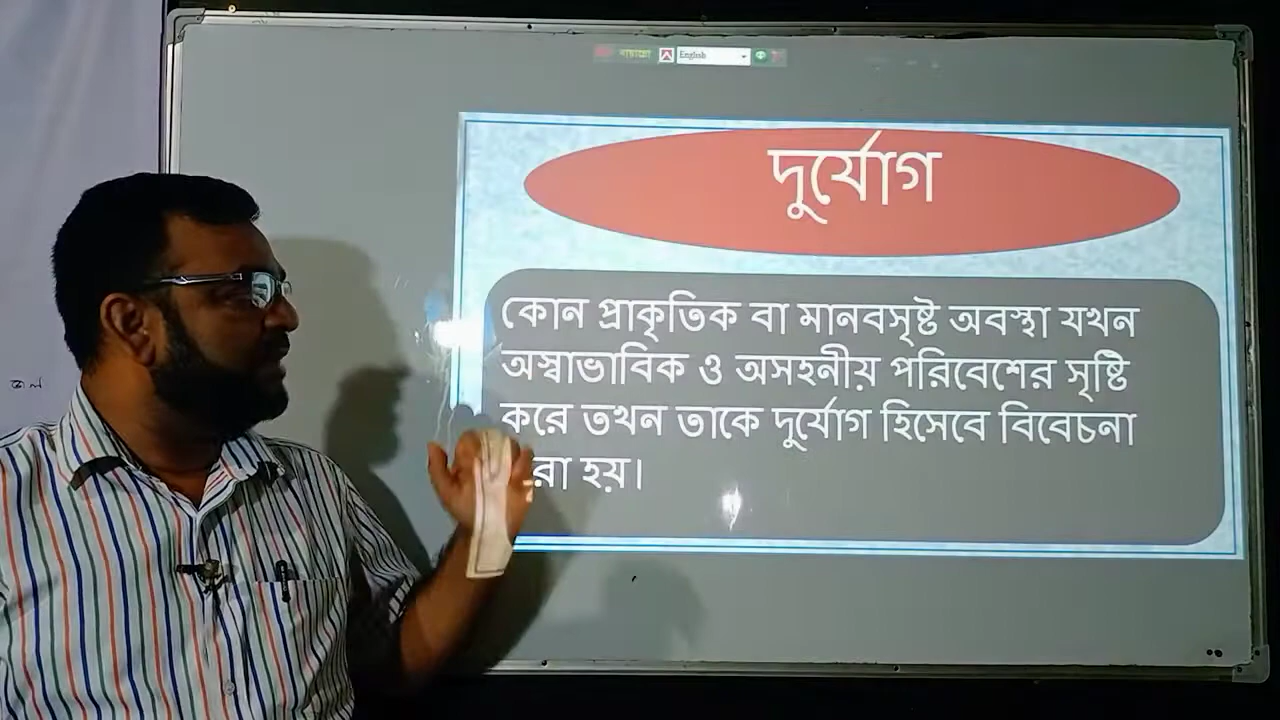 English
দুর্যোগ
কোন প্রাকৃতিক বা মানবসৃষ্ট অবস্থা যখন
অস্বাভাবিক ও অসহনীয় পরিবেশের সৃষ্টি
করে তখন তাকে দুর্যোগ হিসেবে বিবেচনা
রা হয়।